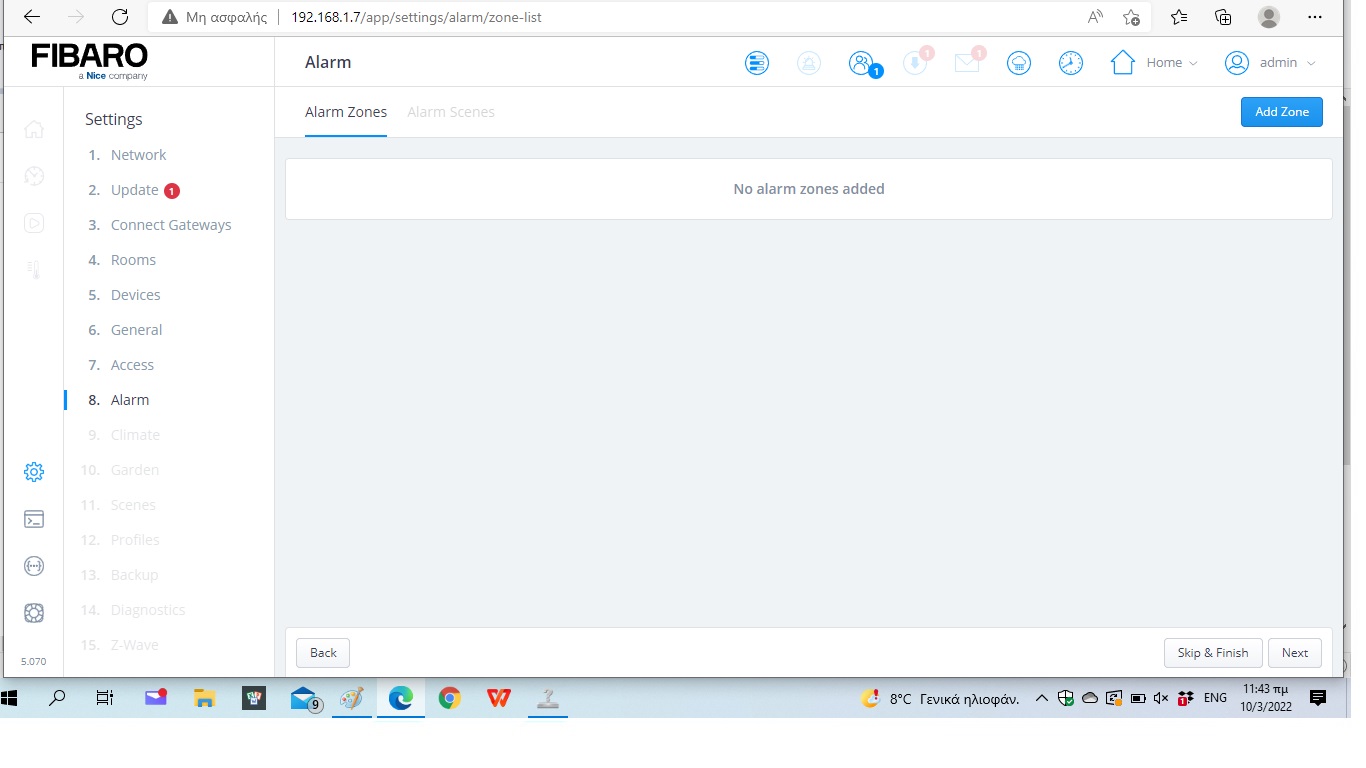 Μη ασφαλής
192.168.1.7/app/settings/alarm/zone-list
FIBARO
a Nice company
Alarm
1
1
1
Home
admin
Alarm Zones
Alarm Scenes
Add Zone
Settings
1. Network
2. Update 1
3. Connect Gateways
4. Rooms
5. Devices
6. General
7. Access
8. Alarm
9. Climate
10. Garden
11. Scenes
12. Profiles
13. Backup
14. Diagnostics
15. Z-Wave
5.070
No alarm zones added
Back
Skip & Finish
Next
9
8°C Γενικά ηλιοφάν.
1
ENG
11:43 πμ
10/3/2022